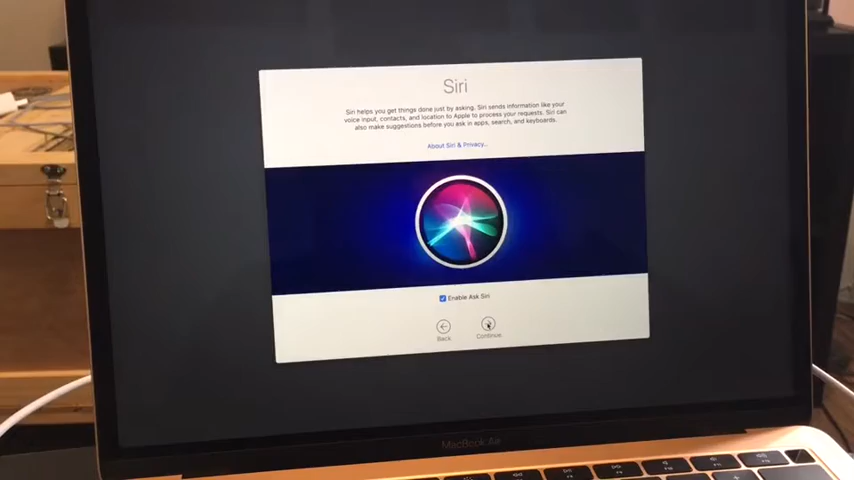 Siri
Siri helps you get things done just by asking. Siri sends information like your
voice input, contacts, and location to Apple to process your requests. Siri can
also make suggestions before you ask in apps, search, and keyboards.
About Siri & Privacy...
Enable Ask Siri
Back
Continue
MacBook Air